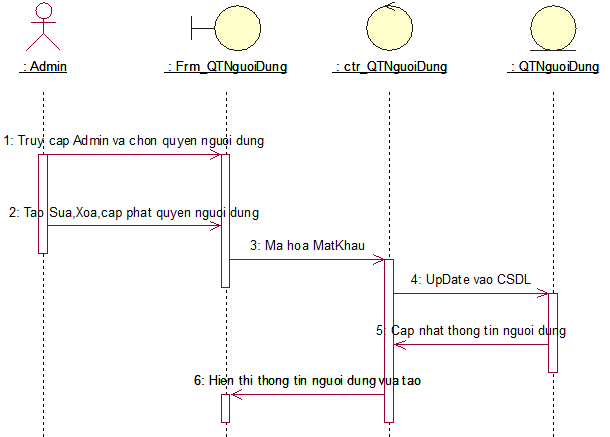 : Admin
: Frm_QTNguoiDung
: ctr_QTNguoiDung
: QTNguoiDung
1: Truy cap Admin va chon quyen nguoi dung
2: Tao Sua,Xoa,cap phat quyen nguoi dung
3: Ma hoa MatKhau
4: UpDate vao CSDL
5: Cap nhat thong tin nguoi dung
6: Hien thi thong tin nguoi dung vua tao